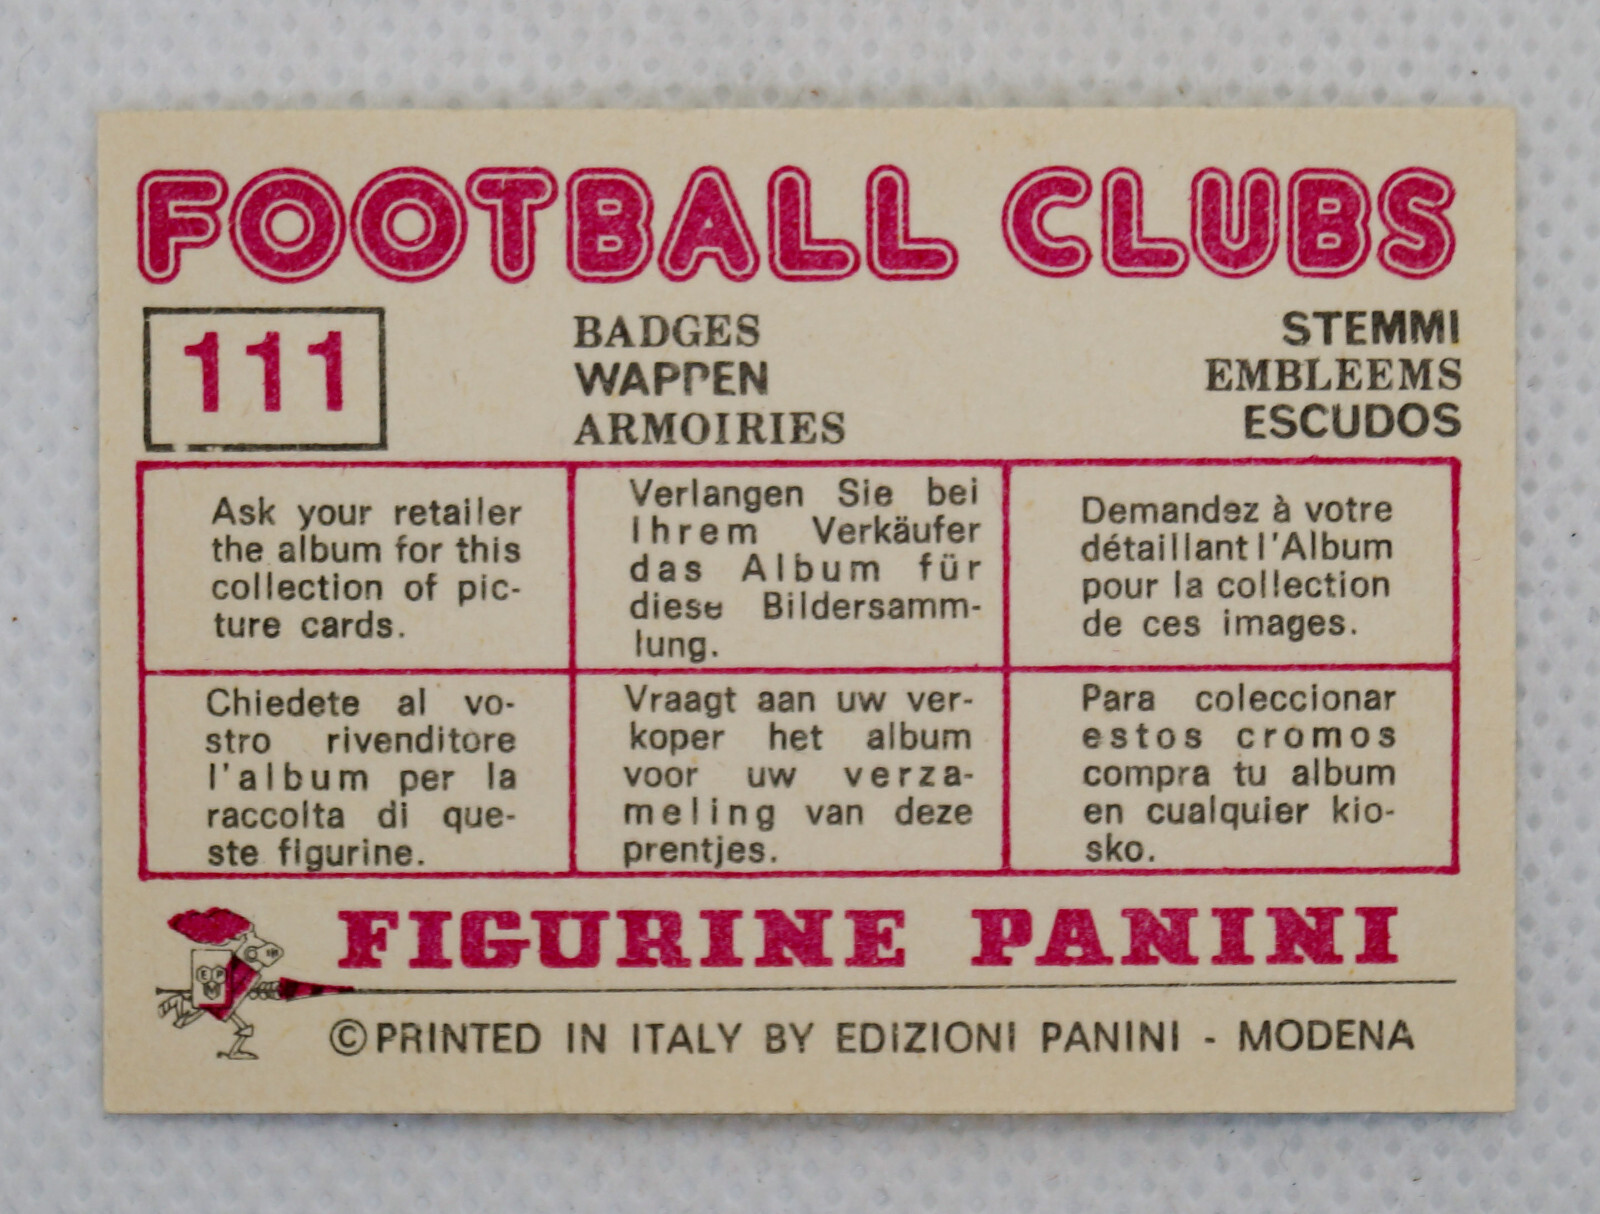 FOOTBALL CLUBS
111
BADGES
WAPPEN
ARMOIRIES
STEMMI
EMBLEEMS
ESCUDOS
Ask your retailer
the album for this
collection of pic-
ture cards.
Verlangen Sie bei
Ihrem Verkäufer
das Album für
diese Bildersamm-
lung.
Demandez à votre
détaillant l'Album
pour la collection
de ces images.
Chiedete al vo-
stro rivenditore
l'album per la
raccolta di que-
ste figurine.
Vraagt aan uw ver-
koper het album
voor uw verza-
meling van deze
prentjes.
Para coleccionar
estos cromos
compra tu album
en cualquier kio-
sko.
EPM
FIGURINE PANINI
©PRINTED IN ITALY BY EDIZIONI PANINI - MODENA